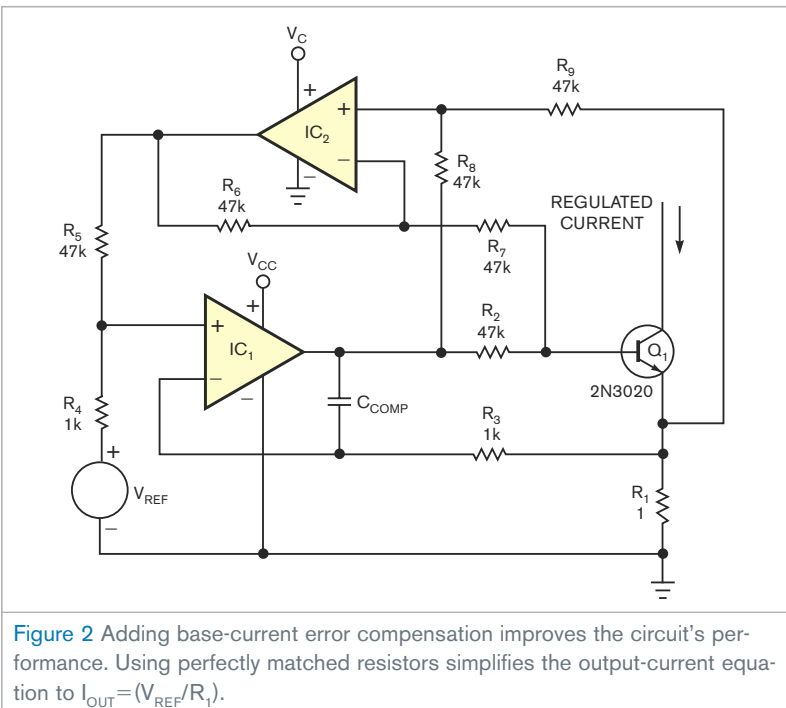 V_C
R_9
47k
+
+
IC_2
−
−
R_8
47k
REGULATED
CURRENT
R_6
47k
R_5
47k
R_7
47k
V_CC
+
+
IC_1
−
−
R_2
47k
Q_1
2N3020
C_COMP
R_3
1k
R_4
1k
+
V_REF
−
R_1
1
Figure 2 Adding base-current error compensation improves the circuit's per-
formance. Using perfectly matched resistors simplifies the output-current equa-
tion to I_OUT=(V_REF/R_1).